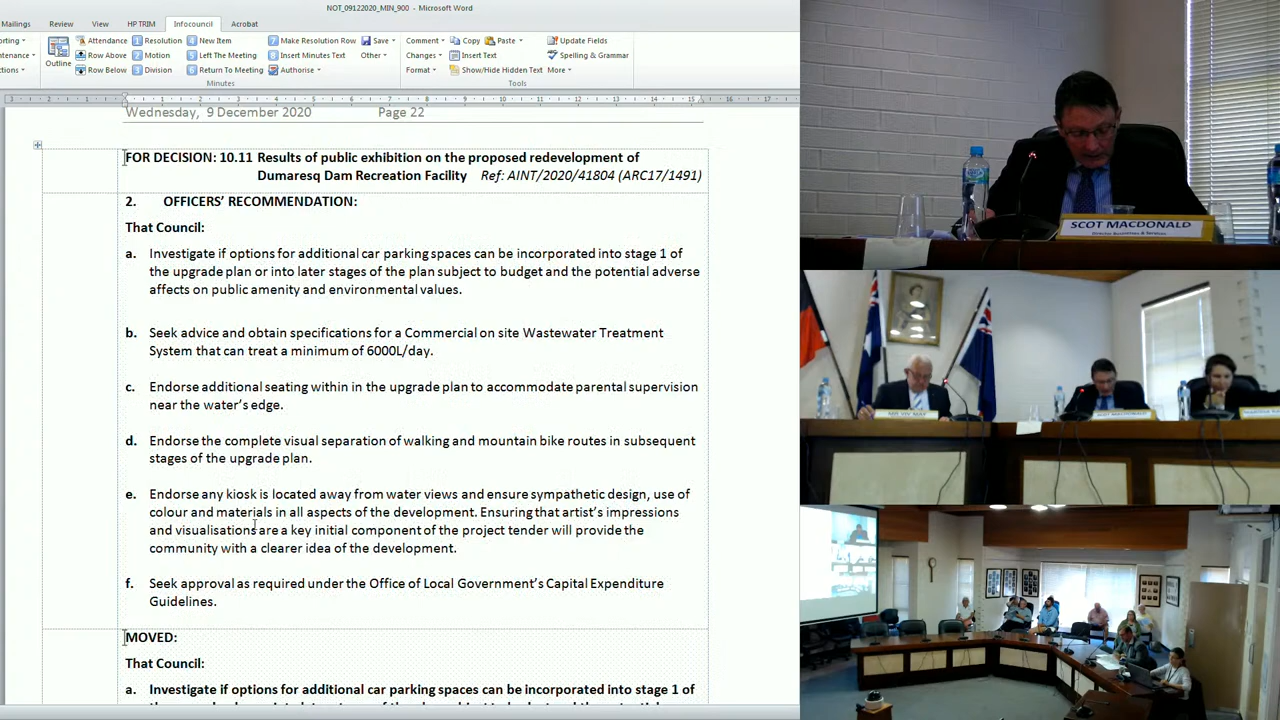 NOT_09122020_MIN_900 - Microsoft Word
Mailings Review View HP TRIM Infocouncil Acrobat
Attendance 1 Resolution 4 New Item 7 Make Resolution Row Save Comment Copy Paste Update Fields
Outline Row Above 2 Motion 5 Left The Meeting 8 Insert Minutes Text Other Changes Insert Text Spelling & Grammar
Row Below 3 Division 6 Return To Meeting Authorise Format Show/Hide Hidden Text More
Minutes Tools
Wednesday, 9 December 2020 Page 22
FOR DECISION: 10.11 Results of public exhibition on the proposed redevelopment of
Dumaresq Dam Recreation Facility Ref: AINT/2020/41804 (ARC17/1491)
2. OFFICERS' RECOMMENDATION:
That Council:
a. Investigate if options for additional car parking spaces can be incorporated into stage 1 of
the upgrade plan or into later stages of the plan subject to budget and the potential adverse
affects on public amenity and environmental values.
b. Seek advice and obtain specifications for a Commercial on site Wastewater Treatment
System that can treat a minimum of 6000L/day.
c. Endorse additional seating within in the upgrade plan to accommodate parental supervision
near the water's edge.
d. Endorse the complete visual separation of walking and mountain bike routes in subsequent
stages of the upgrade plan.
e. Endorse any kiosk is located away from water views and ensure sympathetic design, use of
colour and materials in all aspects of the development. Ensuring that artist's impressions
and visualisations are a key initial component of the project tender will provide the
community with a clearer idea of the development.
f. Seek approval as required under the Office of Local Government's Capital Expenditure
Guidelines.
MOVED:
That Council:
a. Investigate if options for additional car parking spaces can be incorporated into stage 1 of
SCOT MACDONALD
SCOT MACDONALD